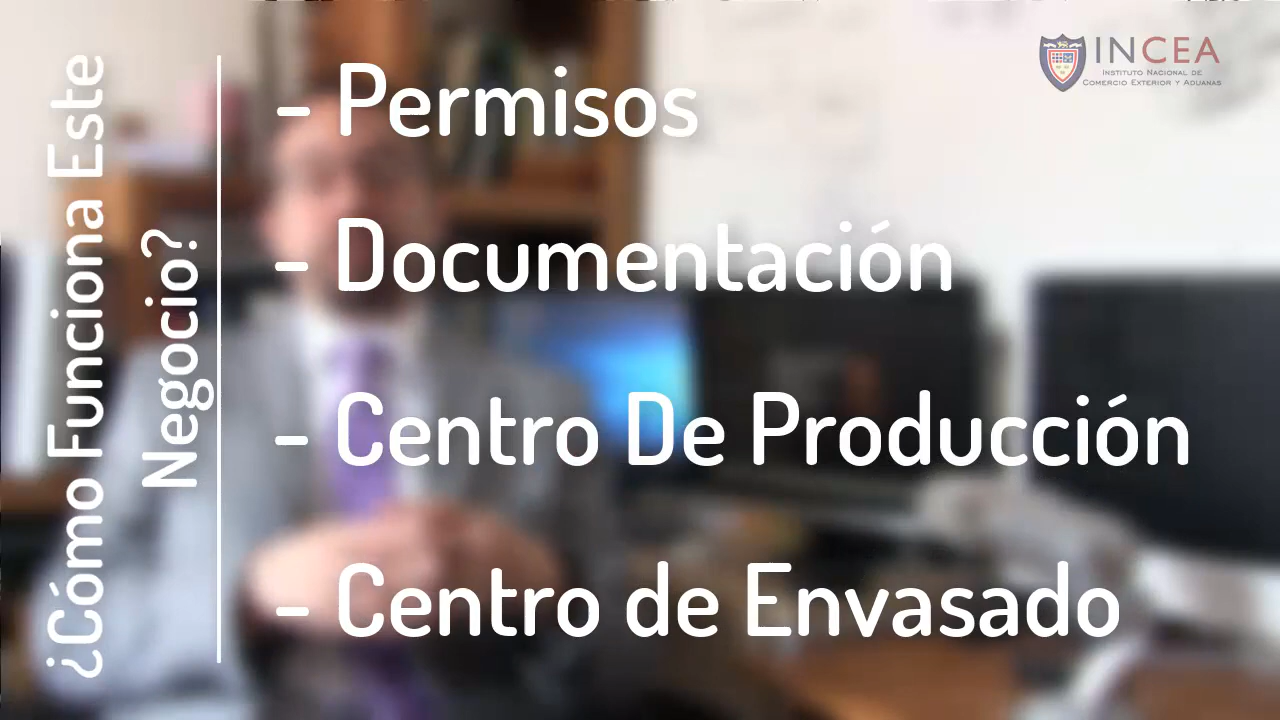 ¿Cómo Funciona Este
Negocio?
- Permisos
- Documentación
- Centro De Producción
- Centro de Envasado
INCEA
Instituto Nacional de
Comercio Exterior y Aduanas